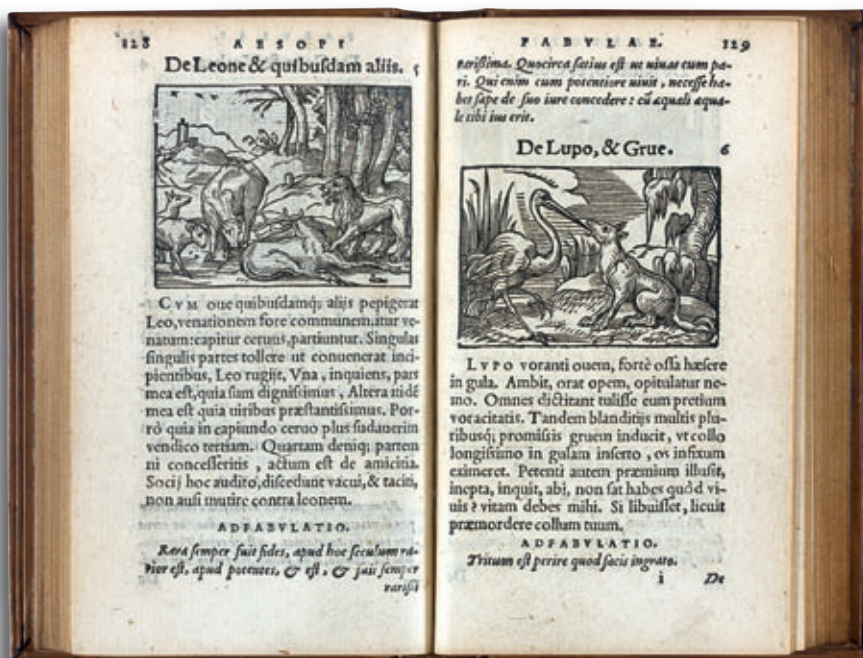 128 AESOPI
De Leone & quibuſdam aliis. 5
CVM oue quibuſdamq; alijs pepigerat
Leo, venationem fore communem. itur ve-
natum: capitur ceruus, partiuntur. Singulas
ſingulis partes tollere ut conuenerat inci-
pientibus, Leo rugijt, Vna, inquiens, pars
mea eſt, quia ſum digniſsimus, Altera itidē
mea eſt quia uiribus præſtantiſsimus. Por-
rò quia in capiundo ceruo plus ſudauerim
vendico tertiam. Quartam deniq; partem
ni conceſſeritis, actum eſt de amicitia.
Socij hoc audito, diſcedunt vacui, & taciti,
non auſi mutire contra leonem.
ADFABVLATIO.
Rara ſemper fuit fides, apud hoc ſeculum ra-
rior eſt, apud potentes, & eſt, & fuit ſemper
rariſsi
FABVLAE. 129
rariſsima. Quocirca ſatius eſt ut uiuas cum pa-
ri. Qui enim cum potentiore uiuit, neceſſe ha-
bet ſæpe de ſuo iure concedere: cū æquali æqua-
le tibi ius erit.
De Lupo, & Grue. 6
LVPO voranti ouem, fortè oſſa hæſere
in gula. Ambit, orat opem, opitulatur ne-
mo. Omnes dictitant tuliſſe eum pretium
voracitatis. Tandem blanditijs multis plu-
ribusq; promiſsis gruem inducit, vt collo
longiſsimo in gulam inſerto, os infixum
eximeret. Petenti autem præmium illuſit,
inepta, inquit, abi, non ſat habes quòd vi-
uis? vitam debes mihi. Si libuiſſet, licuit
præmordere collum tuum.
ADFABVLATIO.
Tritum eſt perire quod facis ingrato.
i De